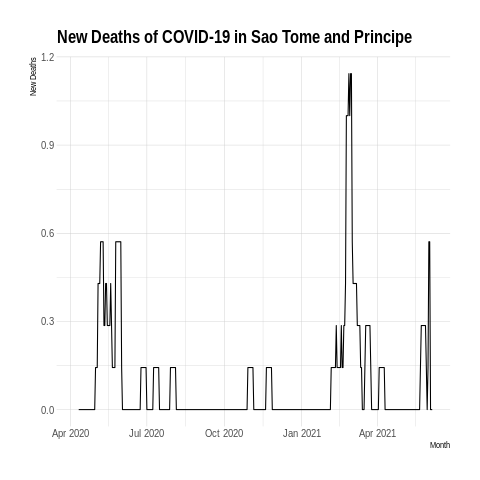 New Deaths of COVID-19 in Sao Tome and Principe
New Deaths
1.2
0.9
0.6
0.3
0.0
Apr 2020 Jul 2020 Oct 2020 Jan 2021 Apr 2021
Month